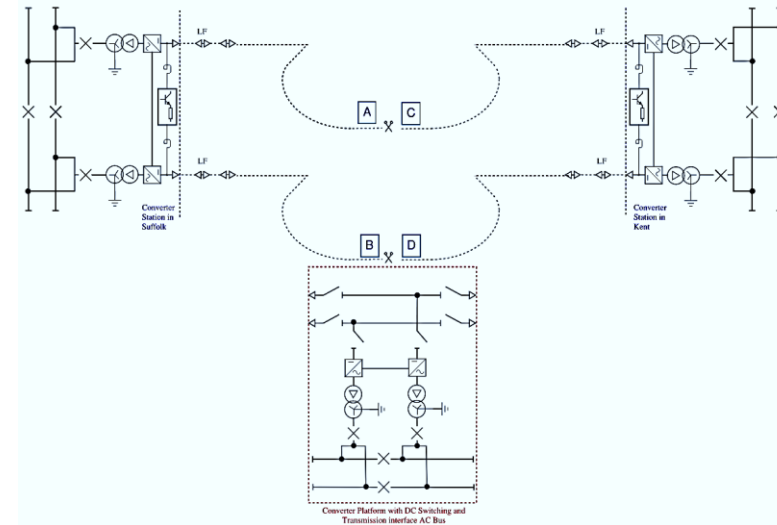 LF
LF
LF
LF
A
C
Converter
Station in
Suffolk
Converter
Station in
Kent
B
D
Converter Platform with DC Switching and
Transmission interface AC Bus